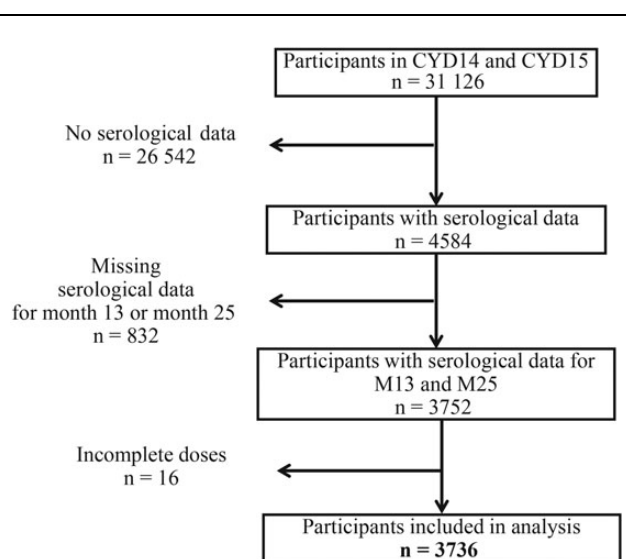 Participants in CYD14 and CYD15
n = 31 126
No serological data
n = 26 542
Participants with serological data
n = 4584
Missing
serological data
for month 13 or month 25
n = 832
Participants with serological data for
M13 and M25
n = 3752
Incomplete doses
n = 16
Participants included in analysis
n = 3736